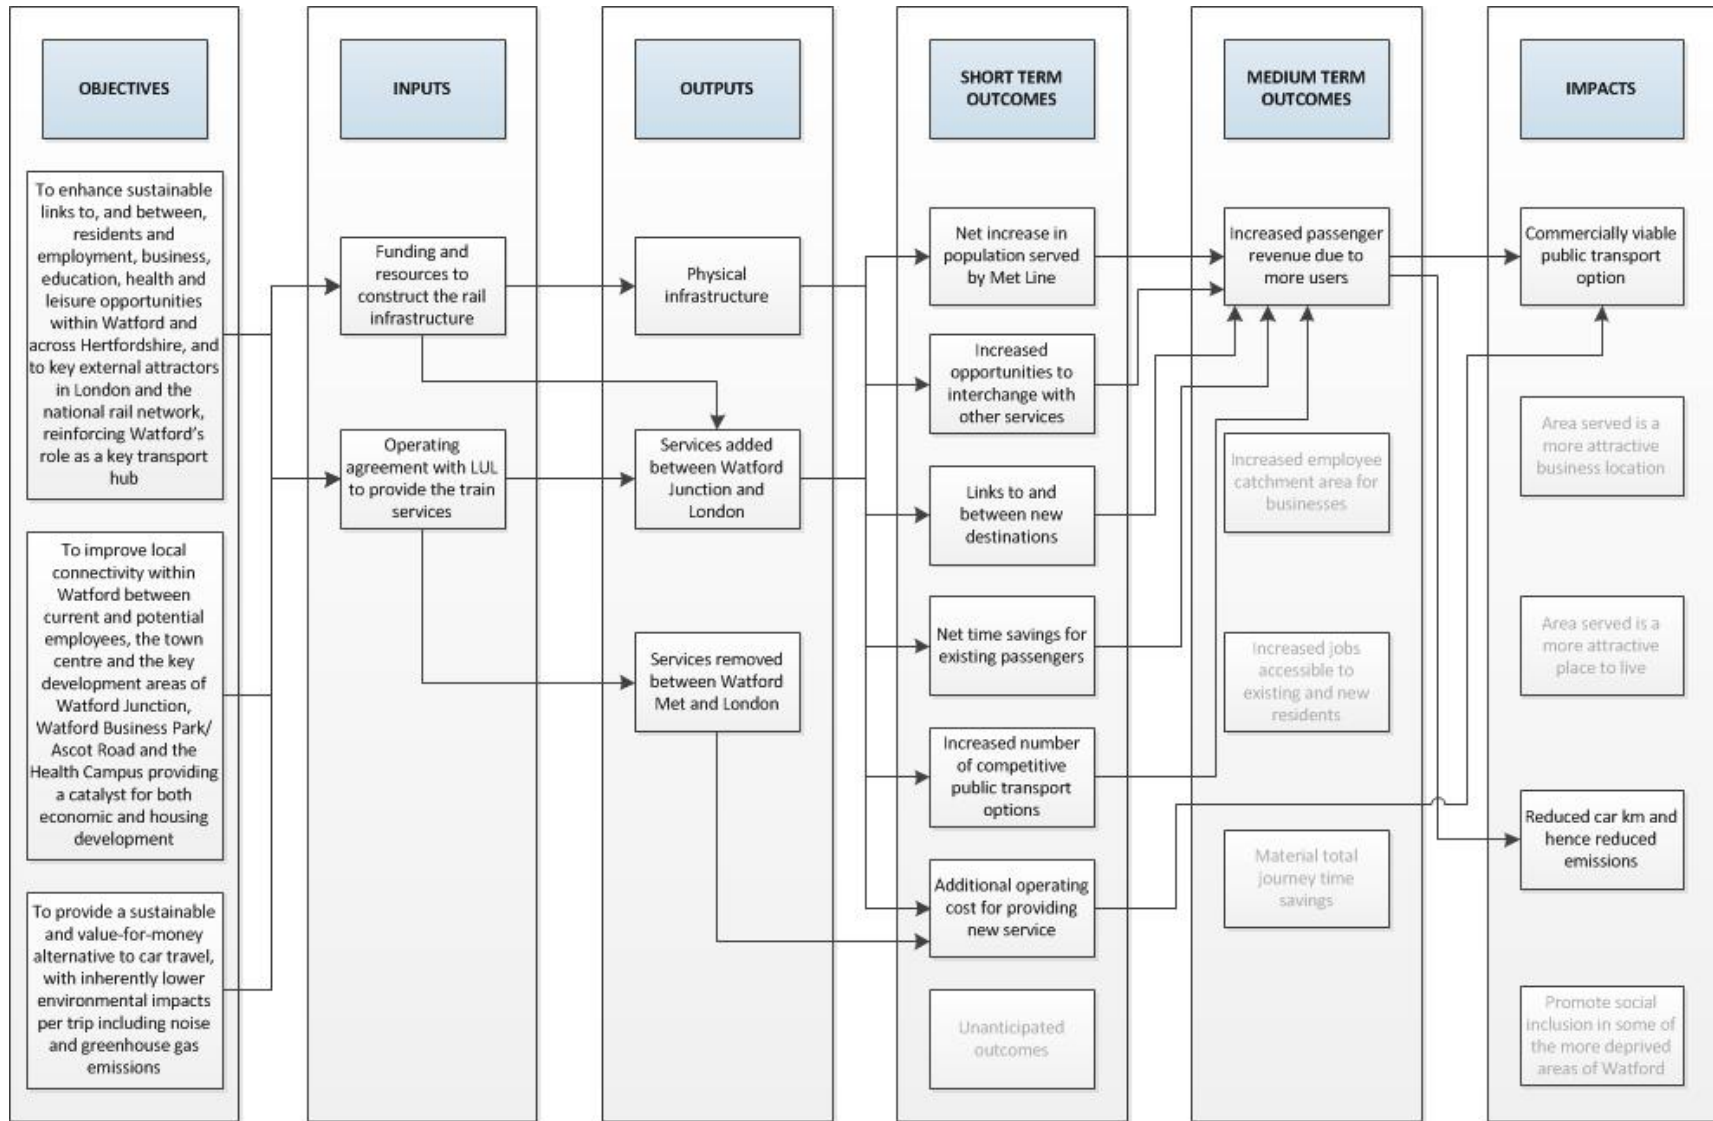 OBJECTIVES
INPUTS
OUTPUTS
SHORT TERM
OUTCOMES
MEDIUM TERM
OUTCOMES
IMPACTS
To enhance sustainable
links to, and between,
residents and
employment, business,
education, health and
leisure opportunities
within Watford and
across Hertfordshire, and
to key external attractors
in London and the
national rail network,
reinforcing Watford's
role as a key transport
hub
To improve local
connectivity within
Watford between
current and potential
employees, the town
centre and the key
development areas of
Watford Junction,
Watford Business Park/
Ascot Road and the
Health Campus providing
a catalyst for both
economic and housing
development
To provide a sustainable
and value-for-money
alternative to car travel,
with inherently lower
environmental impacts
per trip including noise
and greenhouse gas
emissions
Funding and
resources to
construct the rail
infrastructure
Operating
agreement with LUL
to provide the train
services
Physical
infrastructure
Services added
between Watford
Junction and
London
Services removed
between Watford
Met and London
Net increase in
population served
by Met Line
Increased
opportunities to
interchange with
other services
Links to and
between new
destinations
Net time savings for
existing passengers
Increased number
of competitive
public transport
options
Additional operating
cost for providing
new service
Unanticipated
outcomes
Increased passenger
revenue due to
more users
Increased employee
catchment area for
businesses
Increased jobs
accessible to
existing and new
residents
Material total
journey time
savings
Commercially viable
public transport
option
Area served is a
more attractive
business location
Area served is a
more attractive
place to live
Reduced car km and
hence reduced
emissions
Promote social
inclusion in some of
the more deprived
areas of Watford